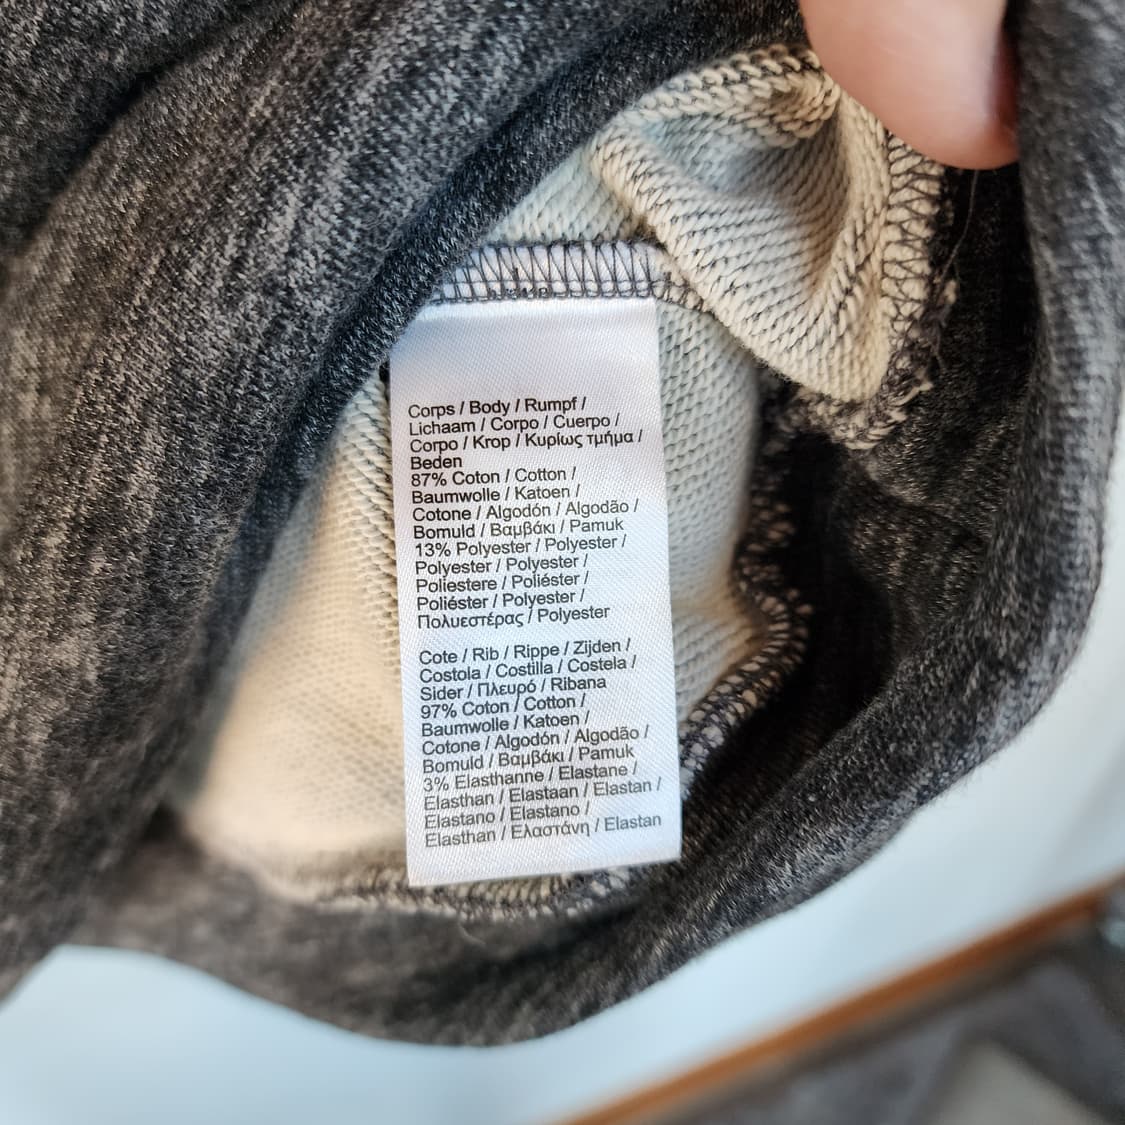 Corps / Body / Rumpf /
Lichaam / Corpo / Cuerpo /
Corpo / Krop / Κυρίως τμήμα /
Beden
87% Coton / Cotton /
Baumwolle / Katoen /
Cotone / Algodón / Algodão /
Bomuld / Βαμβάκι / Pamuk
13% Polyester / Polyester /
Polyester / Polyester /
Poliestere / Poliéster /
Poliéster / Polyester /
Πολυεστέρας / Polyester
Cote / Rib / Rippe / Zijden /
Costola / Costilla / Costela /
Sider / Πλευρό / Ribana
97% Coton / Cotton /
Baumwolle / Katoen /
Cotone / Algodón / Algodão /
Bomuld / Βαμβάκι / Pamuk
3% Elasthanne / Elastane /
Elasthan / Elastaan / Elastan /
Elastano / Elastano /
Elasthan / Ελαστάνη / Elastan